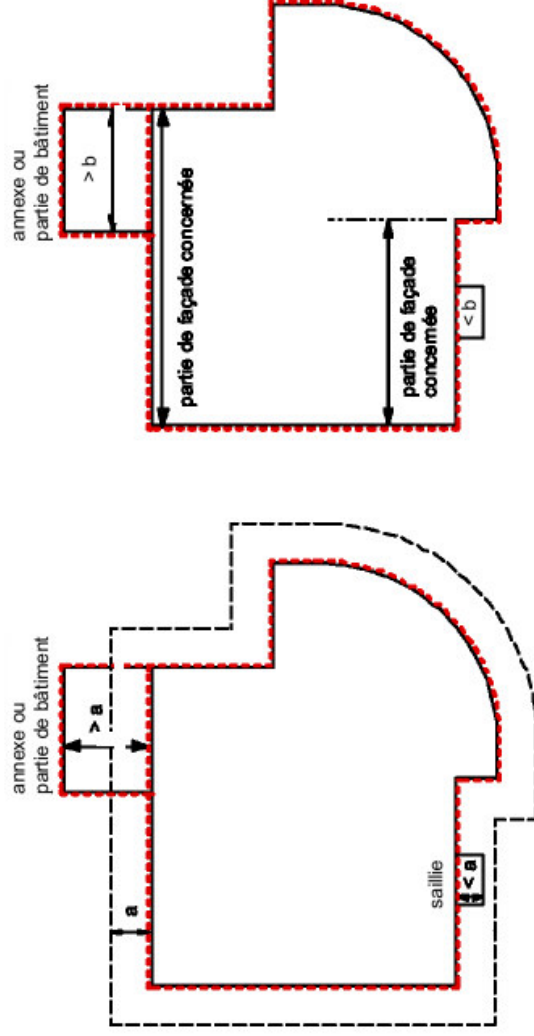 annexe ou
partie de bâtiment
a
> a
saillie
< a
annexe ou
partie de bâtiment
> b
partie de façade concernée
partie de façade
concernée
< b